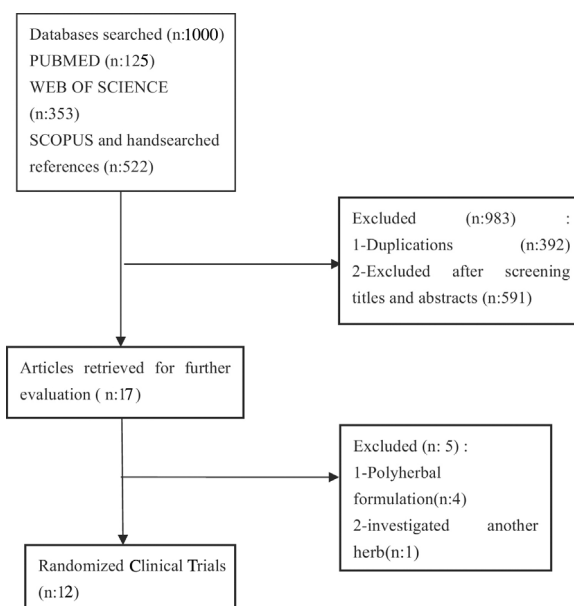 Databases searched (n:1000)
PUBMED (n:125)
WEB OF SCIENCE
(n:353)
SCOPUS and handsearched
references (n:522)
Excluded (n:983) :
1-Duplications (n:392)
2-Excluded after screening
titles and abstracts (n:591)
Articles retrieved for further
evaluation ( n:17)
Excluded (n: 5) :
1-Polyherbal
formulation(n:4)
2-investigated another
herb(n:1)
Randomized Clinical Trials
(n:12)